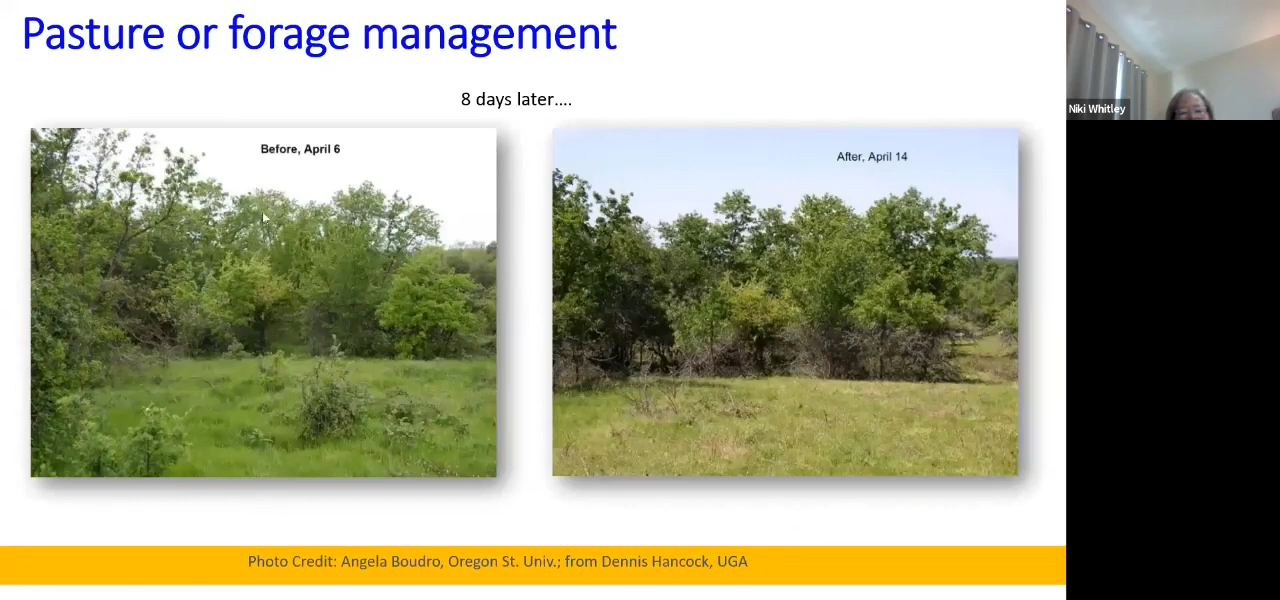 Pasture or forage management
8 days later....
Before, April 6
After, April 14
Niki Whitley
Photo Credit: Angela Boudro, Oregon St. Univ.; from Dennis Hancock, UGA